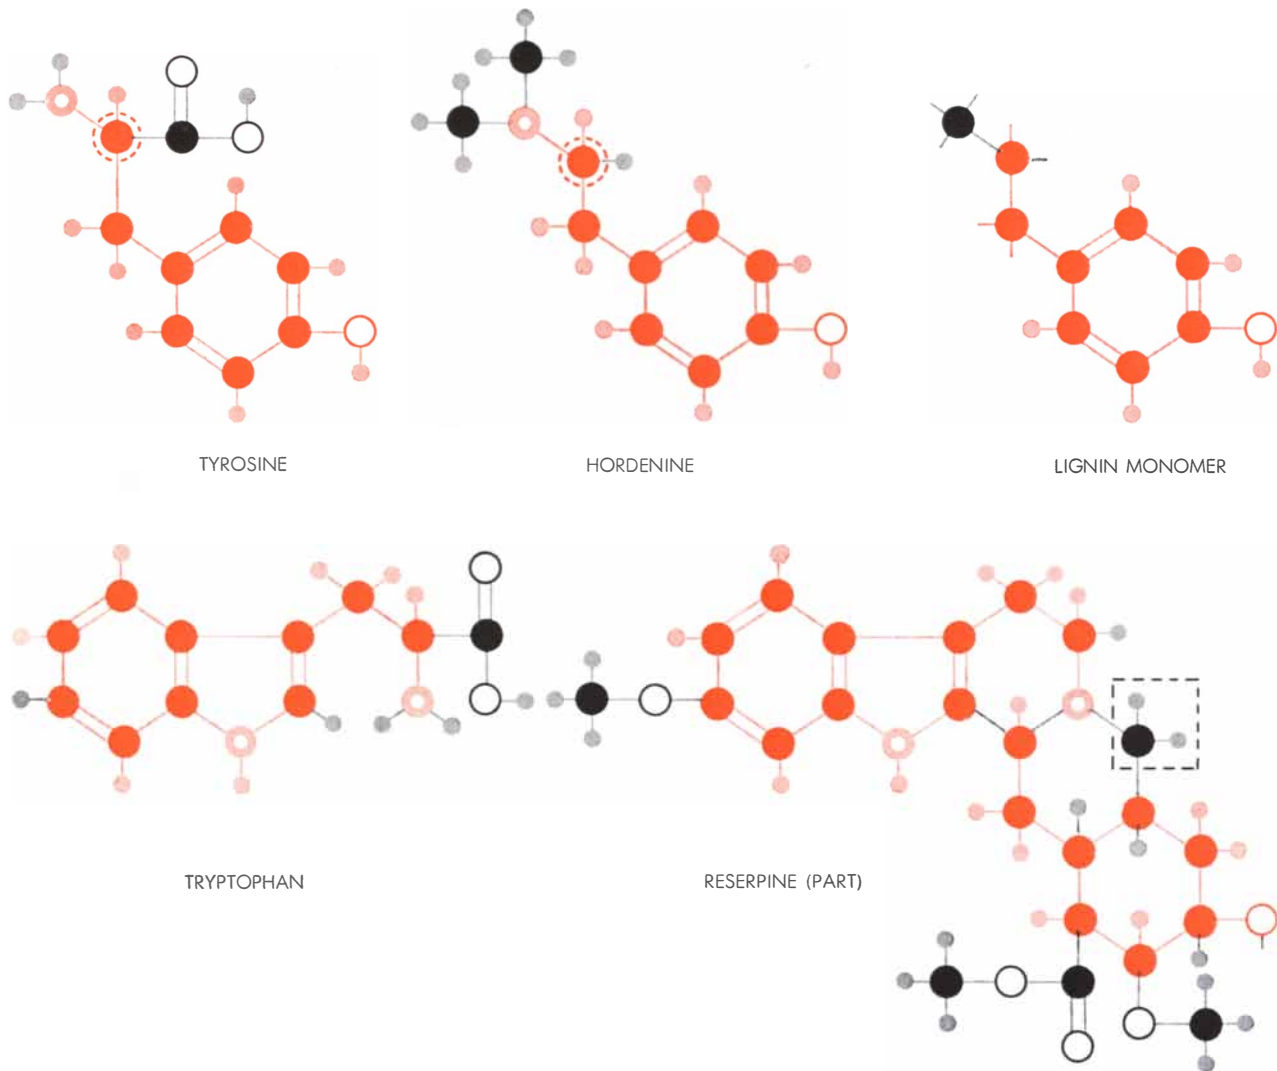 TYROSINE
HORDENINE
LIGNIN MONOMER
TRYPTOPHAN
RESERPINE (PART)